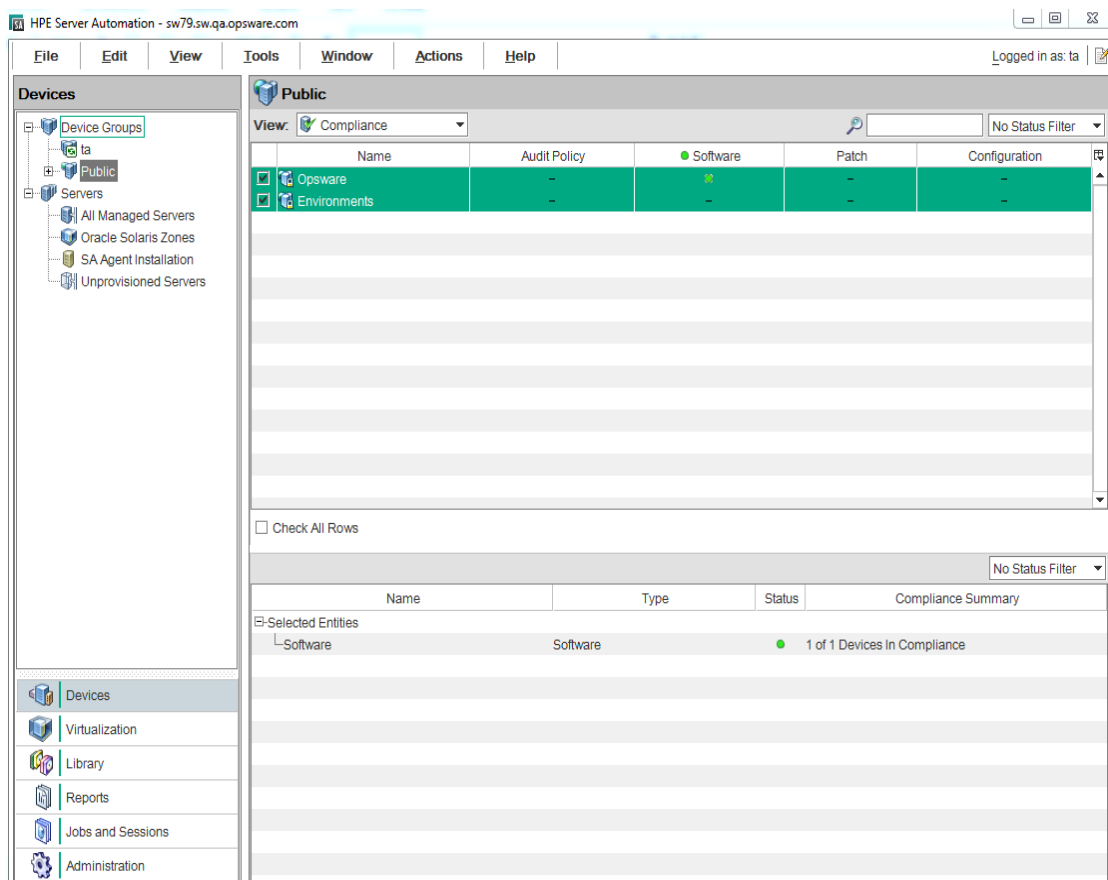 HPE Server Automation - sw79.sw.qa.opsware.com
File Edit View Tools Window Actions Help Logged in as: ta
Devices
Device Groups
ta
Public
Servers
All Managed Servers
Oracle Solaris Zones
SA Agent Installation
Unprovisioned Servers
Public
View: Compliance No Status Filter
Name Audit Policy Software Patch Configuration
Opsware – – –
Environments – – – –
Check All Rows
No Status Filter
Name Type Status Compliance Summary
Selected Entities
Software Software 1 of 1 Devices In Compliance
Devices
Virtualization
Library
Reports
Jobs and Sessions
Administration